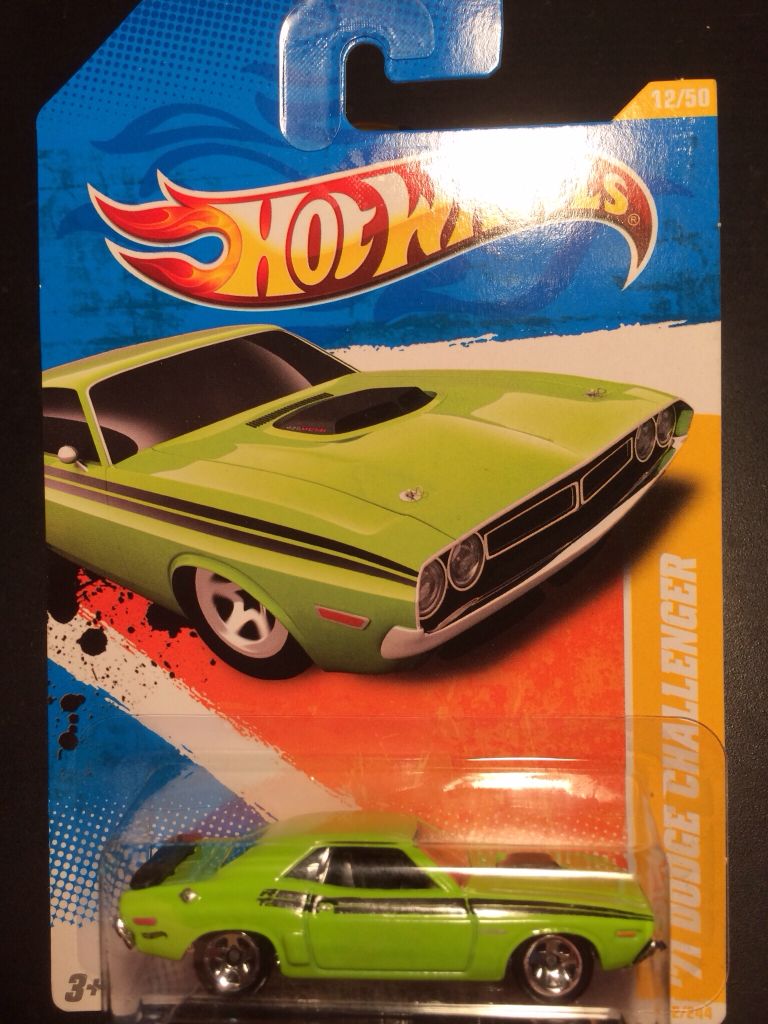 12/50
HOT WHEELS®
'71 DODGE CHALLENGER
3+